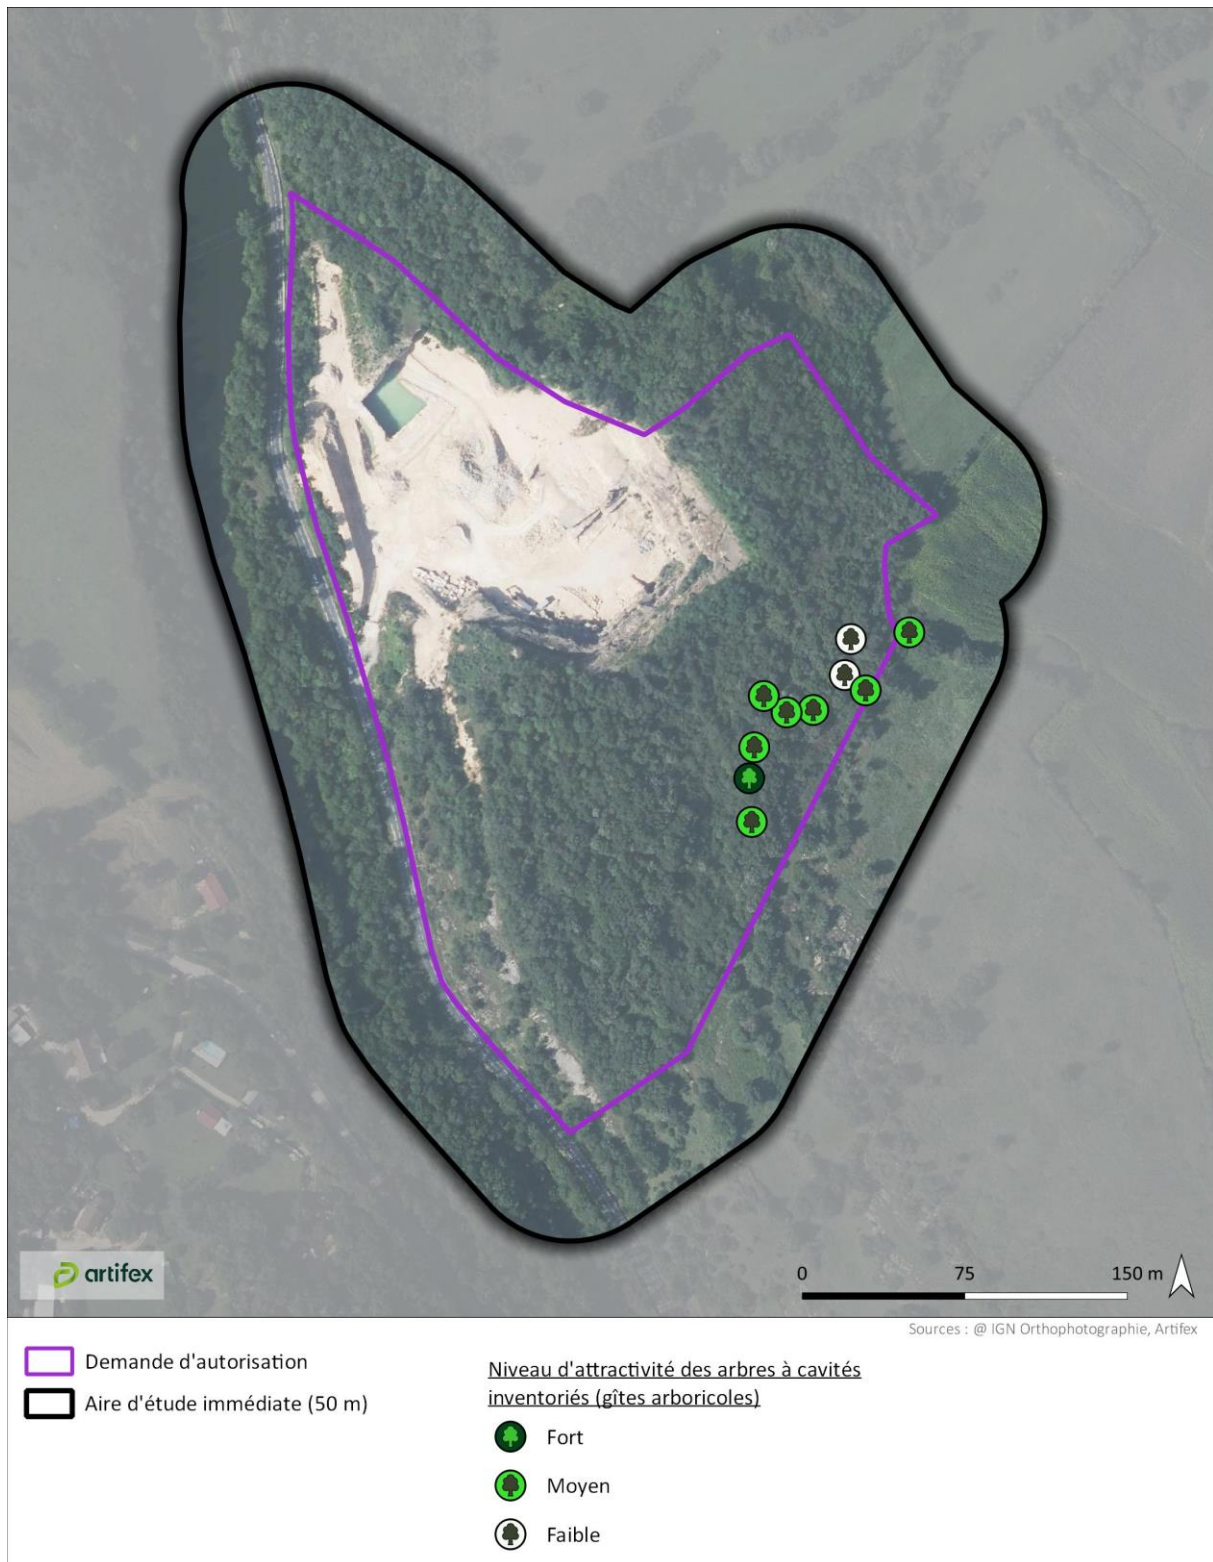 artifex
0 75 150 m
Sources : @ IGN Orthophotographie, Artifex
Demande d'autorisation
Aire d'étude immédiate (50 m)
Niveau d'attractivité des arbres à cavités
inventoriés (gîtes arboricoles)
Fort
Moyen
Faible